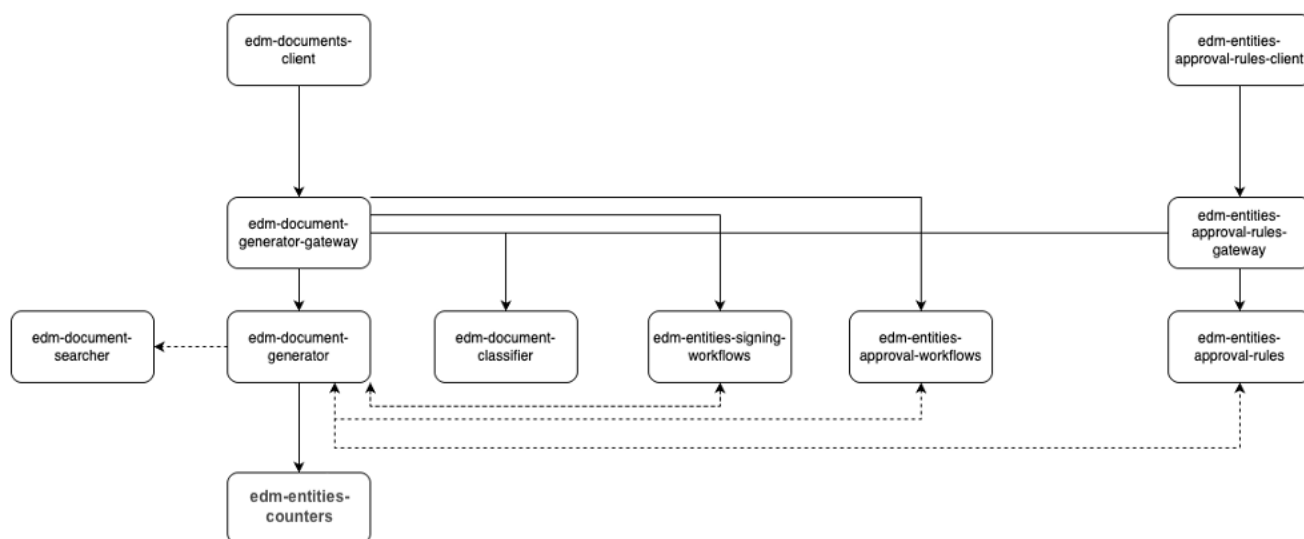 edm-documents-
client
edm-entities-
approval-rules-client
edm-document-
generator-gateway
edm-entities-
approval-rules-
gateway
edm-document-
searcher
edm-document-
generator
edm-document-
classifier
edm-entities-signing-
workflows
edm-entities-
approval-workflows
edm-entities-
approval-rules
edm-entities-
counters